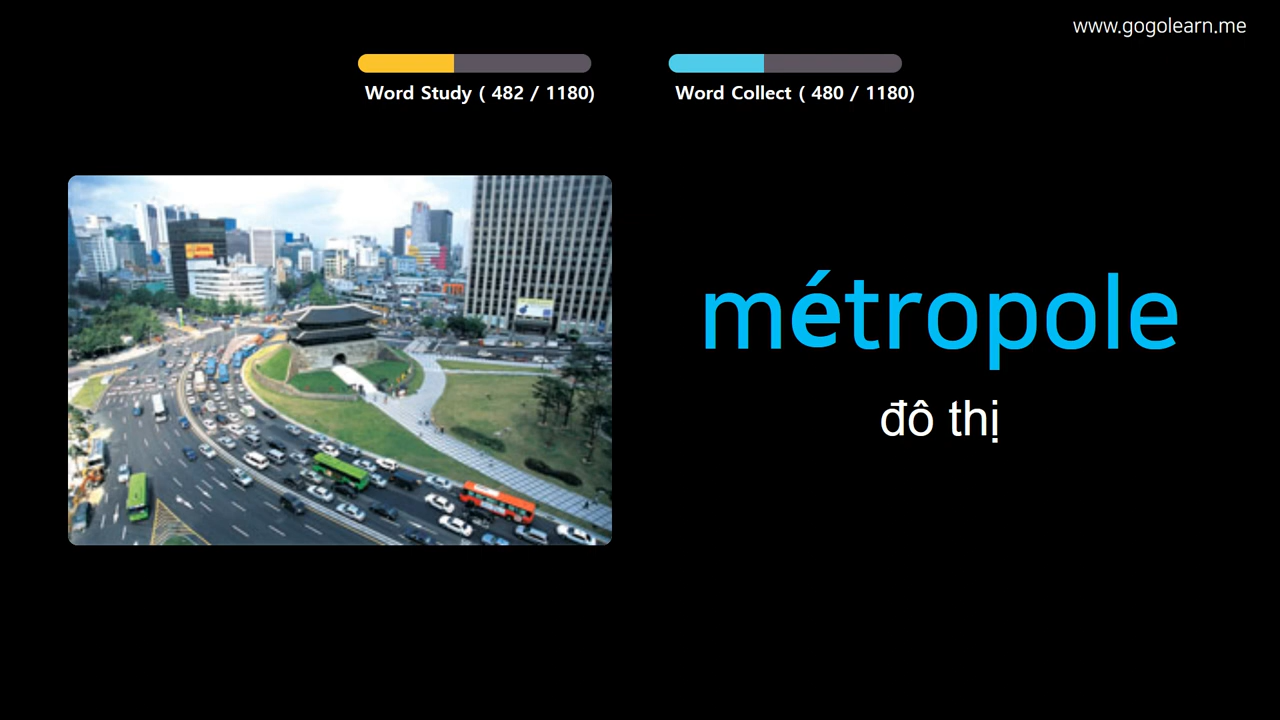 www.gogolearn.me
Word Study ( 482 / 1180)
Word Collect ( 480 / 1180)
métropole
đô thị